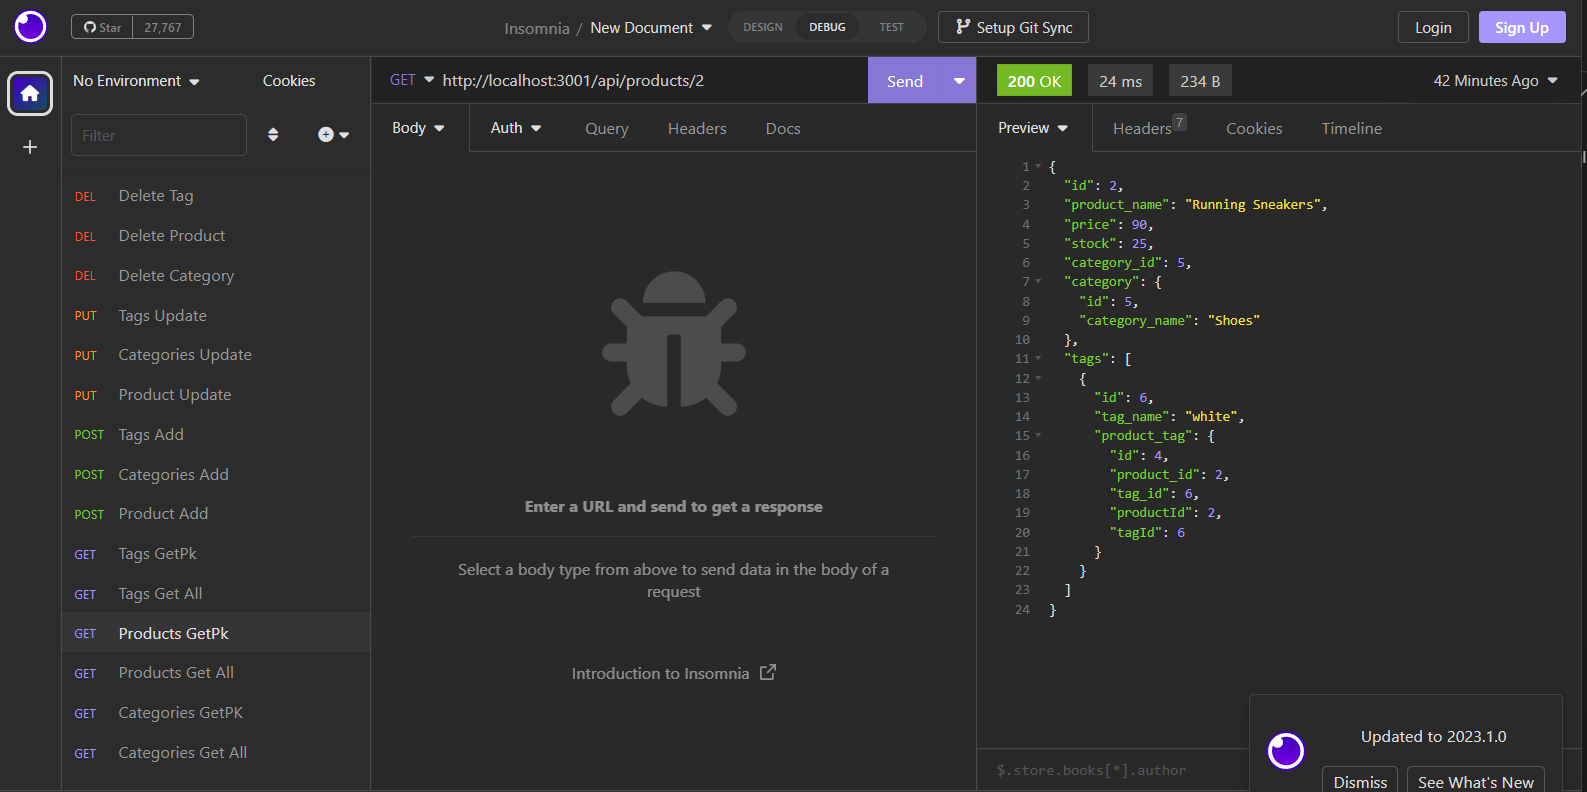 Star 27,767
Insomnia / New Document
DESIGN DEBUG TEST
Setup Git Sync
Login
Sign Up
No Environment
Cookies
Filter
DEL Delete Tag
DEL Delete Product
DEL Delete Category
PUT Tags Update
PUT Categories Update
PUT Product Update
POST Tags Add
POST Categories Add
POST Product Add
GET Tags GetPk
GET Tags Get All
GET Products GetPk
GET Products Get All
GET Categories GetPK
GET Categories Get All
GET http://localhost:3001/api/products/2 Send
Body Auth Query Headers Docs
Enter a URL and send to get a response
Select a body type from above to send data in the body of a
request
Introduction to Insomnia
200 OK 24 ms 234 B 42 Minutes Ago
Preview Headers 7 Cookies Timeline
1 {
2 "id": 2,
3 "product_name": "Running Sneakers",
4 "price": 90,
5 "stock": 25,
6 "category_id": 5,
7 "category": {
8 "id": 5,
9 "category_name": "Shoes"
10 },
11 "tags": [
12 {
13 "id": 6,
14 "tag_name": "white",
15 "product_tag": {
16 "id": 4,
17 "product_id": 2,
18 "tag_id": 6,
19 "productId": 2,
20 "tagId": 6
21 }
22 }
23 ]
24 }
$.store.books[*].author
Updated to 2023.1.0
Dismiss
See What's New